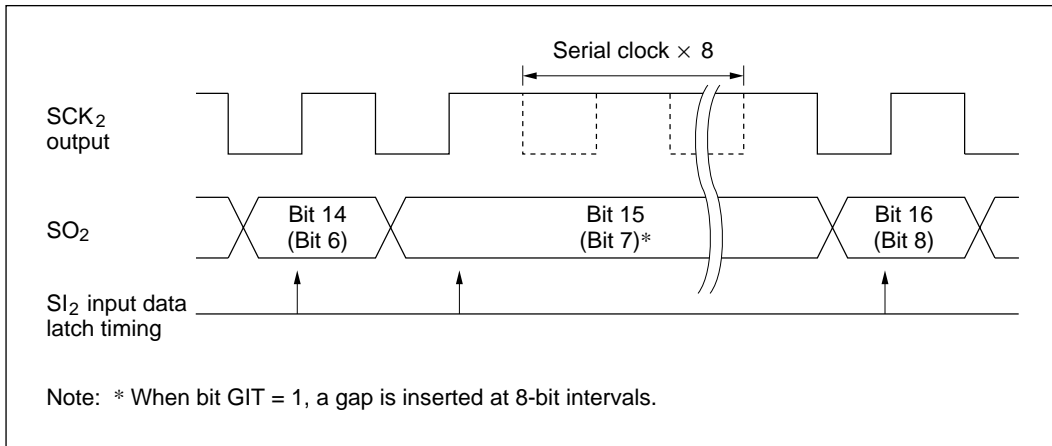 Serial clock × 8
SCK2
output
SO2
Bit 14
(Bit 6)
Bit 15
(Bit 7)*
Bit 16
(Bit 8)
SI2 input data
latch timing
Note: * When bit GIT = 1, a gap is inserted at 8-bit intervals.